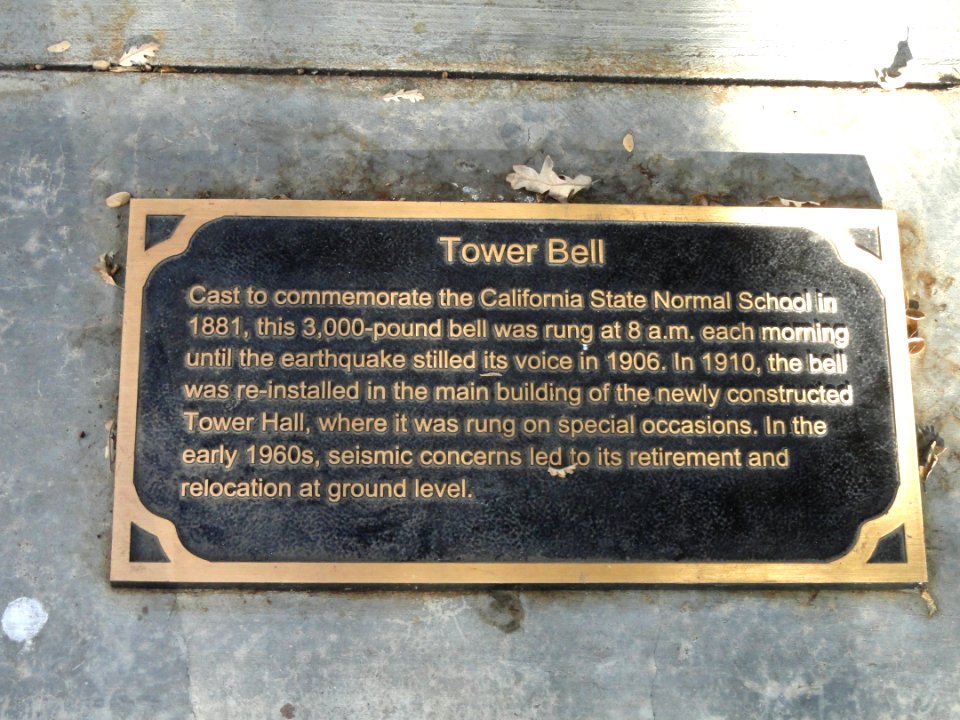 Tower Bell
Cast to commemorate the California State Normal School in
1881, this 3,000-pound bell was rung at 8 a.m. each morning
until the earthquake stilled its voice in 1906. In 1910, the bell
was re-installed in the main building of the newly constructed
Tower Hall, where it was rung on special occasions. In the
early 1960s, seismic concerns led to its retirement and
relocation at ground level.